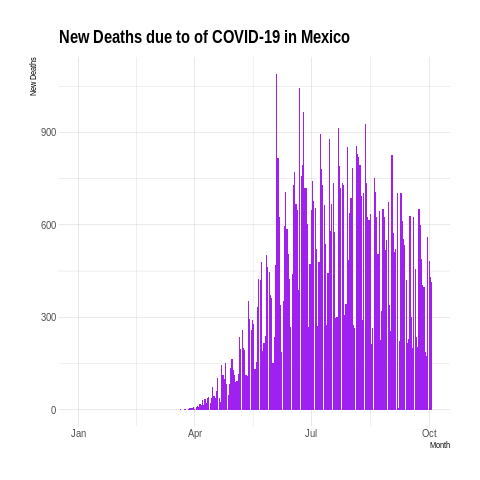 New Deaths due to of COVID-19 in Mexico
New Deaths
900
600
300
0
Jan Apr Jul Oct
Month